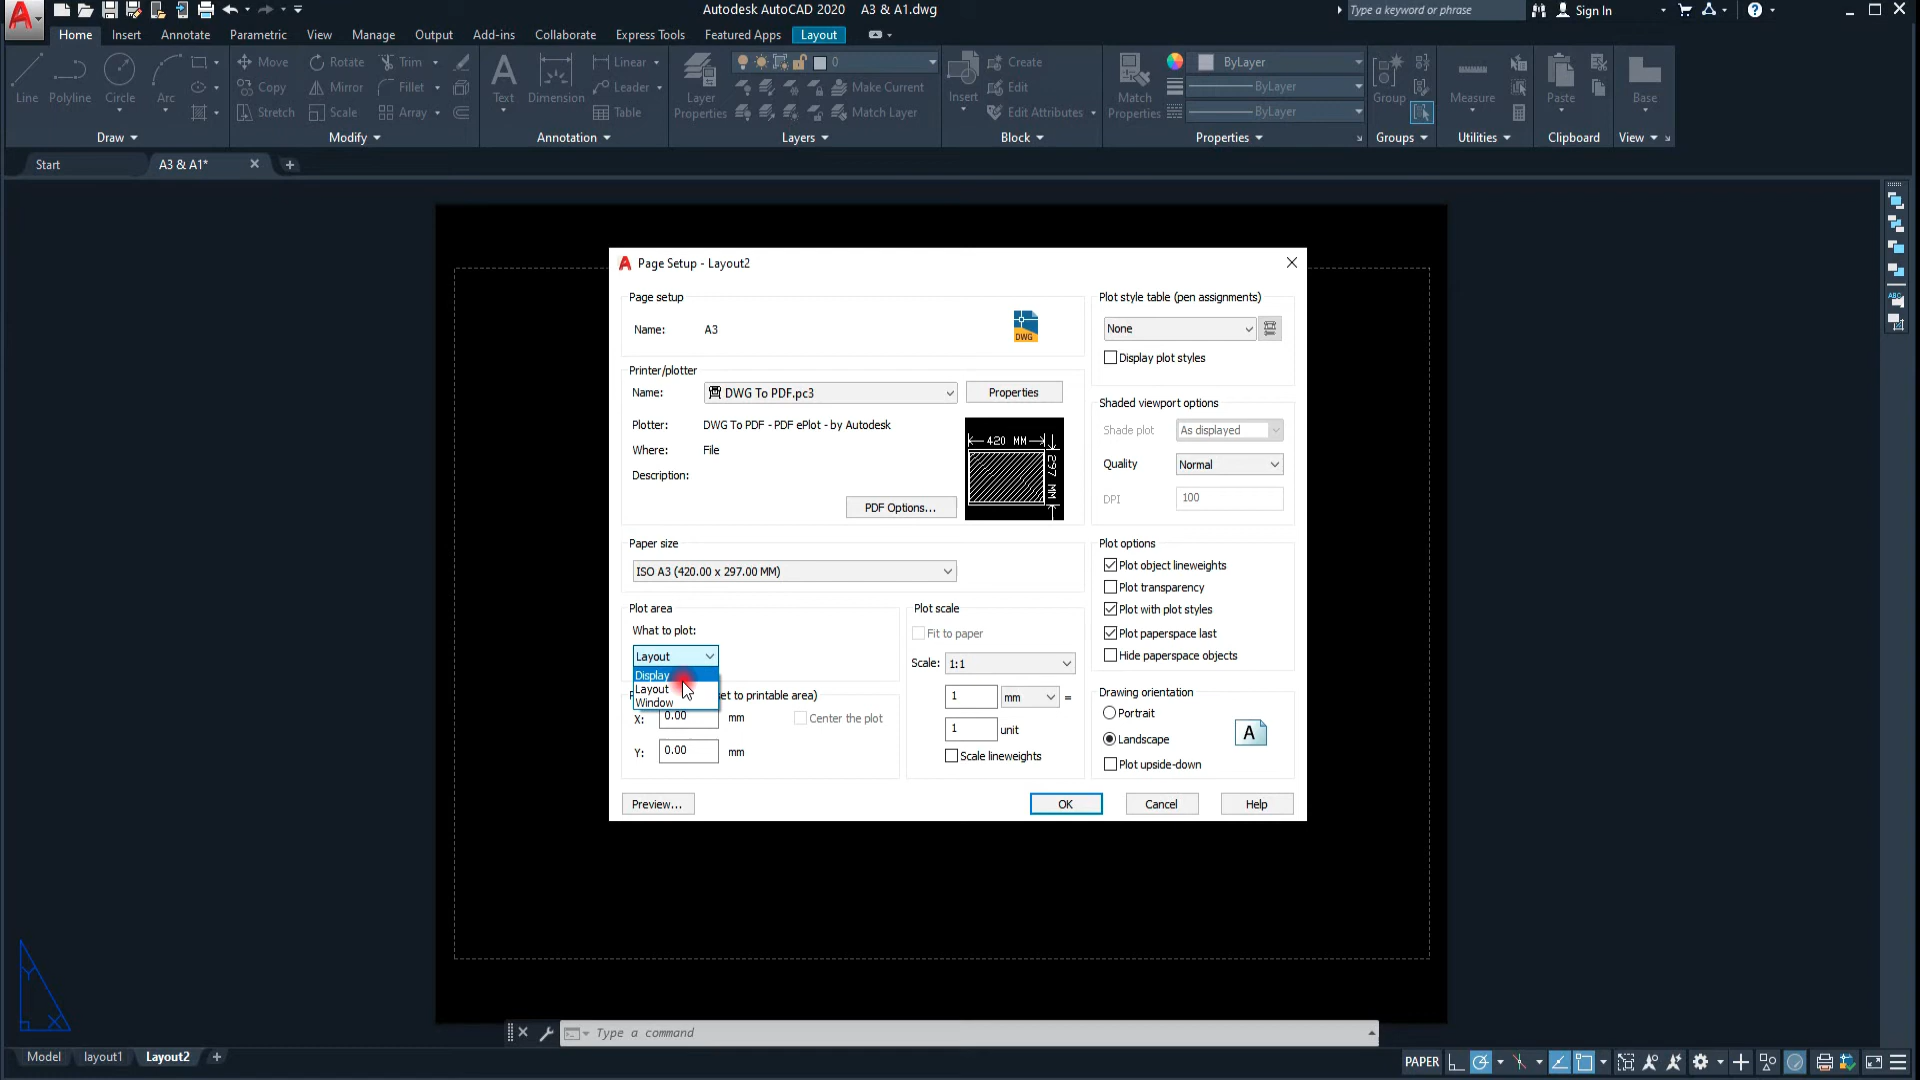 Autodesk AutoCAD 2020 A3 & A1.dwg
Type a keyword or phrase
Sign In
Home Insert Annotate Parametric View Manage Output Add-ins Collaborate Express Tools Featured Apps Layout
Line Polyline Circle Arc
Move Rotate Trim
Copy Mirror Fillet
Stretch Scale Array
Text Dimension
Linear
Leader
Table
Layer Properties
0
Make Current
Match Layer
Insert
Create
Edit
Edit Attributes
Match Properties
ByLayer
ByLayer
ByLayer
Group
Measure
Paste
Base
Draw Modify Annotation Layers Block Properties Groups Utilities Clipboard View
Start A3 & A1*
ABC
A Page Setup - Layout2
Page setup
Name: A3
DWG
Printer/plotter
Name: DWG To PDF.pc3 Properties
Plotter: DWG To PDF - PDF ePlot - by Autodesk
Where: File
Description:
PDF Options...
420 MM
297 MM
Paper size
ISO A3 (420.00 x 297.00 MM)
Plot area
What to plot:
Layout
Display
Layout
Window
set to printable area)
X: 0.00 mm Center the plot
Y: 0.00 mm
Plot scale
Fit to paper
Scale: 1:1
1 mm =
1 unit
Scale lineweights
Plot style table (pen assignments)
None
Display plot styles
Shaded viewport options
Shade plot As displayed
Quality Normal
DPI 100
Plot options
Plot object lineweights
Plot transparency
Plot with plot styles
Plot paperspace last
Hide paperspace objects
Drawing orientation
Portrait
Landscape
A
Plot upside-down
Preview... OK Cancel Help
Y
X
Type a command
Model layout1 Layout2
PAPER